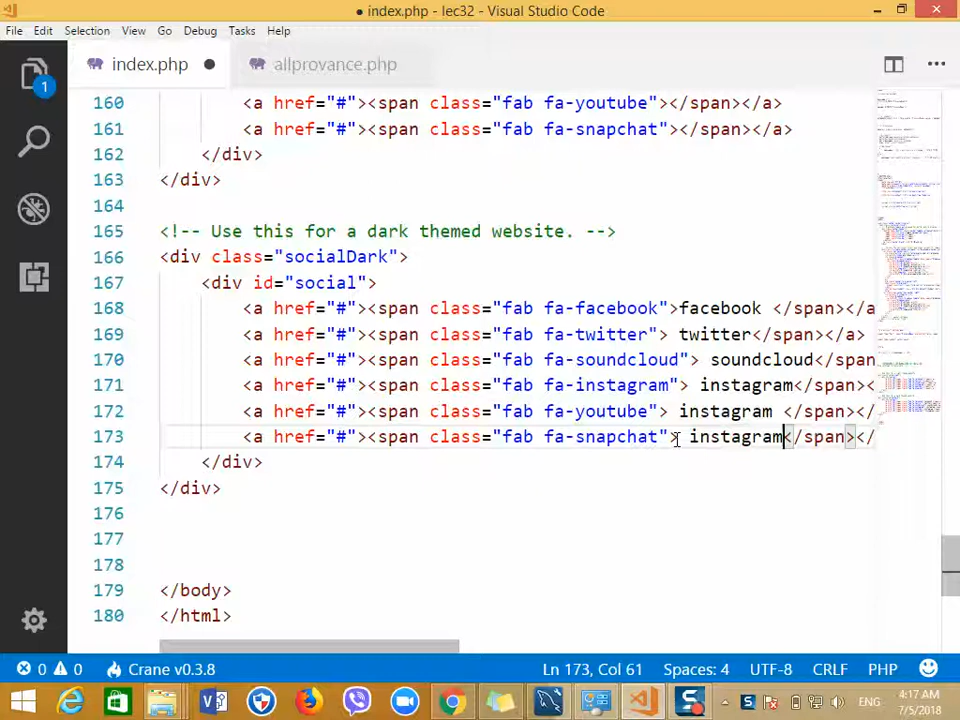 ● index.php - lec32 - Visual Studio Code
File Edit Selection View Go Debug Tasks Help
index.php ● allprovance.php
1
160 <a href="#"><span class="fab fa-youtube"></span></a>
161 <a href="#"><span class="fab fa-snapchat"></span></a>
162 </div>
163 </div>
164
165 <!-- Use this for a dark themed website. -->
166 <div class="socialDark">
167 <div id="social">
168 <a href="#"><span class="fab fa-facebook">facebook </span></a
169 <a href="#"><span class="fab fa-twitter"> twitter</span></a>
170 <a href="#"><span class="fab fa-soundcloud"> soundcloud</span
171 <a href="#"><span class="fab fa-instagram"> instagram</span><
172 <a href="#"><span class="fab fa-youtube"> instagram </span></
173 <a href="#"><span class="fab fa-snapchat"> instagram</span></
174 </div>
175 </div>
176
177
178
179 </body>
180 </html>
0 0 Crane v0.3.8 Ln 173, Col 61 Spaces: 4 UTF-8 CRLF PHP
ENG 4:17 AM
7/5/2018